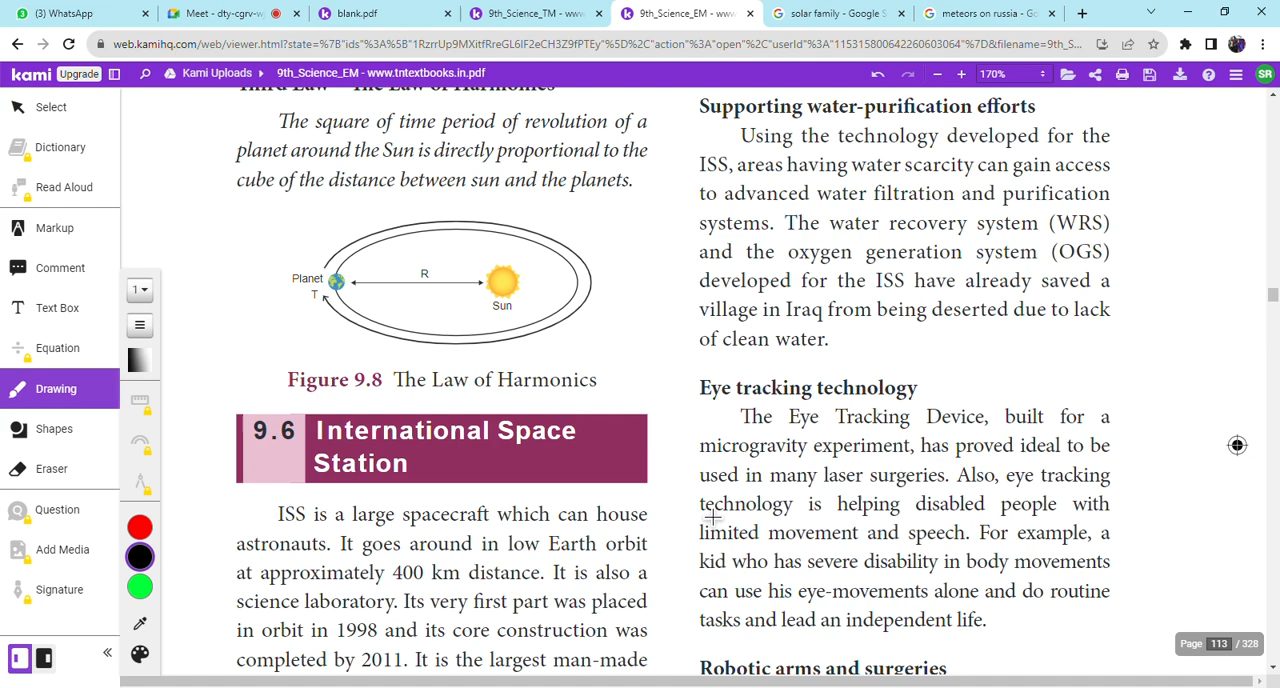 (3) WhatsApp
Meet - dty-cgrv-w
blank.pdf
9th_Science_TM - www
9th_Science_EM - www
solar family - Google S
meteors on russia - Go
web.kamihq.com/web/viewer.html?state=%7B"ids"%3A%5B"1RzrrUp9MXitfRreGL6IF2eCH3Z9fPTEy"%5D%2C"action"%3A"open"%2C"userId"%3A"115315800642260603064"%7D&filename=9th_S...
kami
Upgrade
Kami Uploads
9th_Science_EM - www.tntextbooks.in.pdf
170%
SR
Select
Dictionary
Read Aloud
Markup
Comment
Text Box
Equation
Drawing
Shapes
Eraser
Question
Add Media
Signature
1
Third Law – The Law of Harmonics
The square of time period of revolution of a
planet around the Sun is directly proportional to the
cube of the distance between sun and the planets.
Planet
R
T
Sun
Figure 9.8 The Law of Harmonics
9.6 International Space
Station
ISS is a large spacecraft which can house
astronauts. It goes around in low Earth orbit
at approximately 400 km distance. It is also a
science laboratory. Its very first part was placed
in orbit in 1998 and its core construction was
completed by 2011. It is the largest man-made
Supporting water-purification efforts
Using the technology developed for the
ISS, areas having water scarcity can gain access
to advanced water filtration and purification
systems. The water recovery system (WRS)
and the oxygen generation system (OGS)
developed for the ISS have already saved a
village in Iraq from being deserted due to lack
of clean water.
Eye tracking technology
The Eye Tracking Device, built for a
microgravity experiment, has proved ideal to be
used in many laser surgeries. Also, eye tracking
technology is helping disabled people with
limited movement and speech. For example, a
kid who has severe disability in body movements
can use his eye-movements alone and do routine
tasks and lead an independent life.
Robotic arms and surgeries
Page 113 / 328